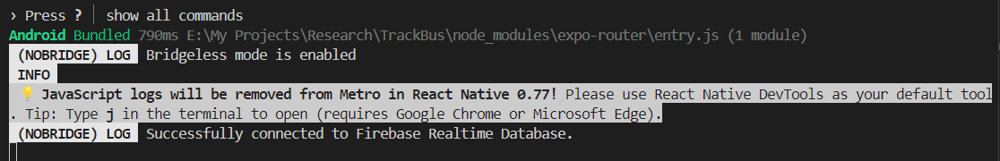 › Press ? │ show all commands
Android Bundled 790ms E:\My Projects\Research\TrackBus\node_modules\expo-router\entry.js (1 module)
(NOBRIDGE) LOG Bridgeless mode is enabled
INFO
💡 JavaScript logs will be removed from Metro in React Native 0.77! Please use React Native DevTools as your default tool
. Tip: Type j in the terminal to open (requires Google Chrome or Microsoft Edge).
(NOBRIDGE) LOG Successfully connected to Firebase Realtime Database.